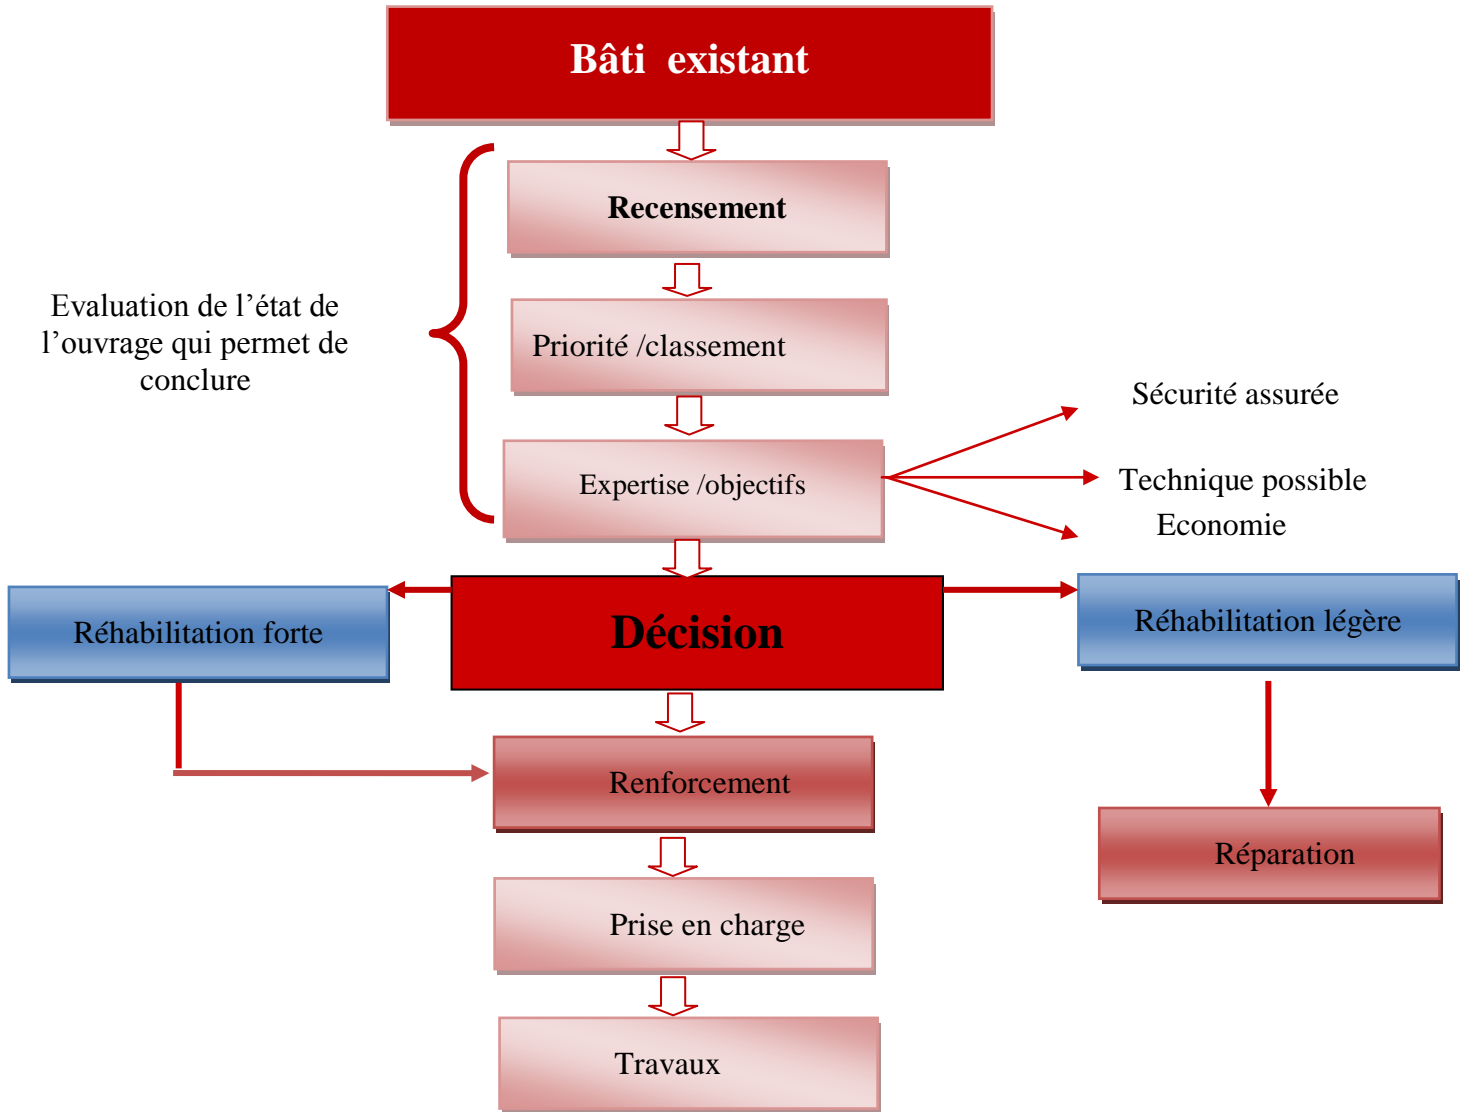 Bâti existant
Recensement
Evaluation de l’état de
l’ouvrage qui permet de
conclure
Priorité /classement
Sécurité assurée
Expertise /objectifs
Technique possible
Economie
Réhabilitation forte
Décision
Réhabilitation légère
Renforcement
Réparation
Prise en charge
Travaux